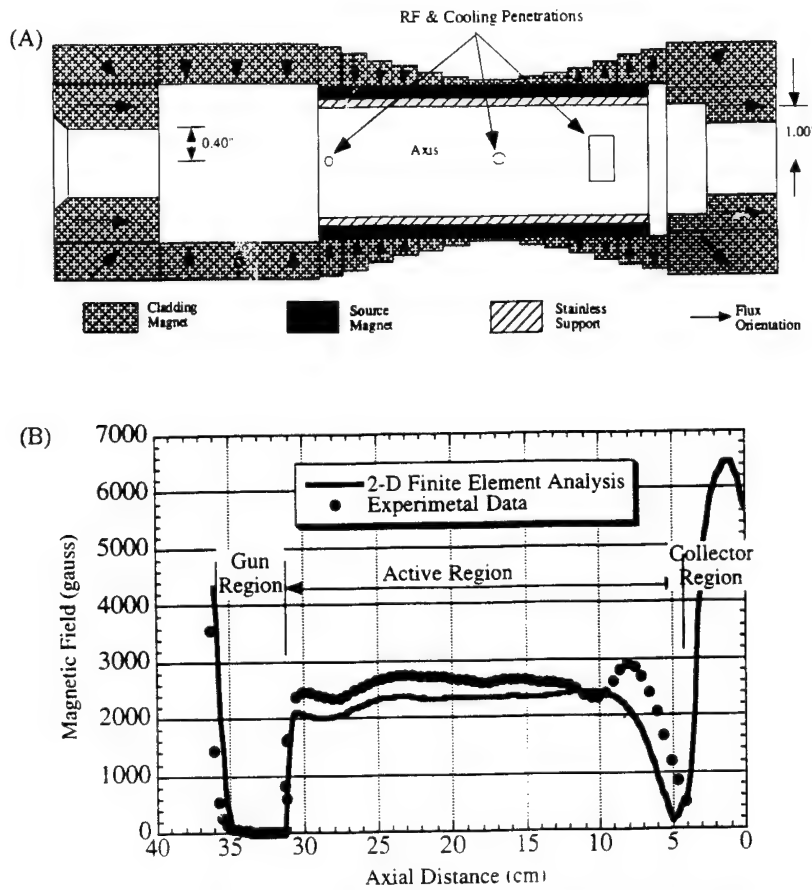 RF & Cooling Penetrations
(A)
0.40"
Axis
1.00
Cladding
Magnet
Source
Magnet
Stainless
Support
Flux
Orientation
(B)
7000
6000
5000
4000
3000
2000
1000
0
Magnetic Field (gauss)
2-D Finite Element Analysis
Experimetal Data
Gun
Region
Active Region
Collector
Region
40 35 30 25 20 15 10 5 0
Axial Distance (cm)